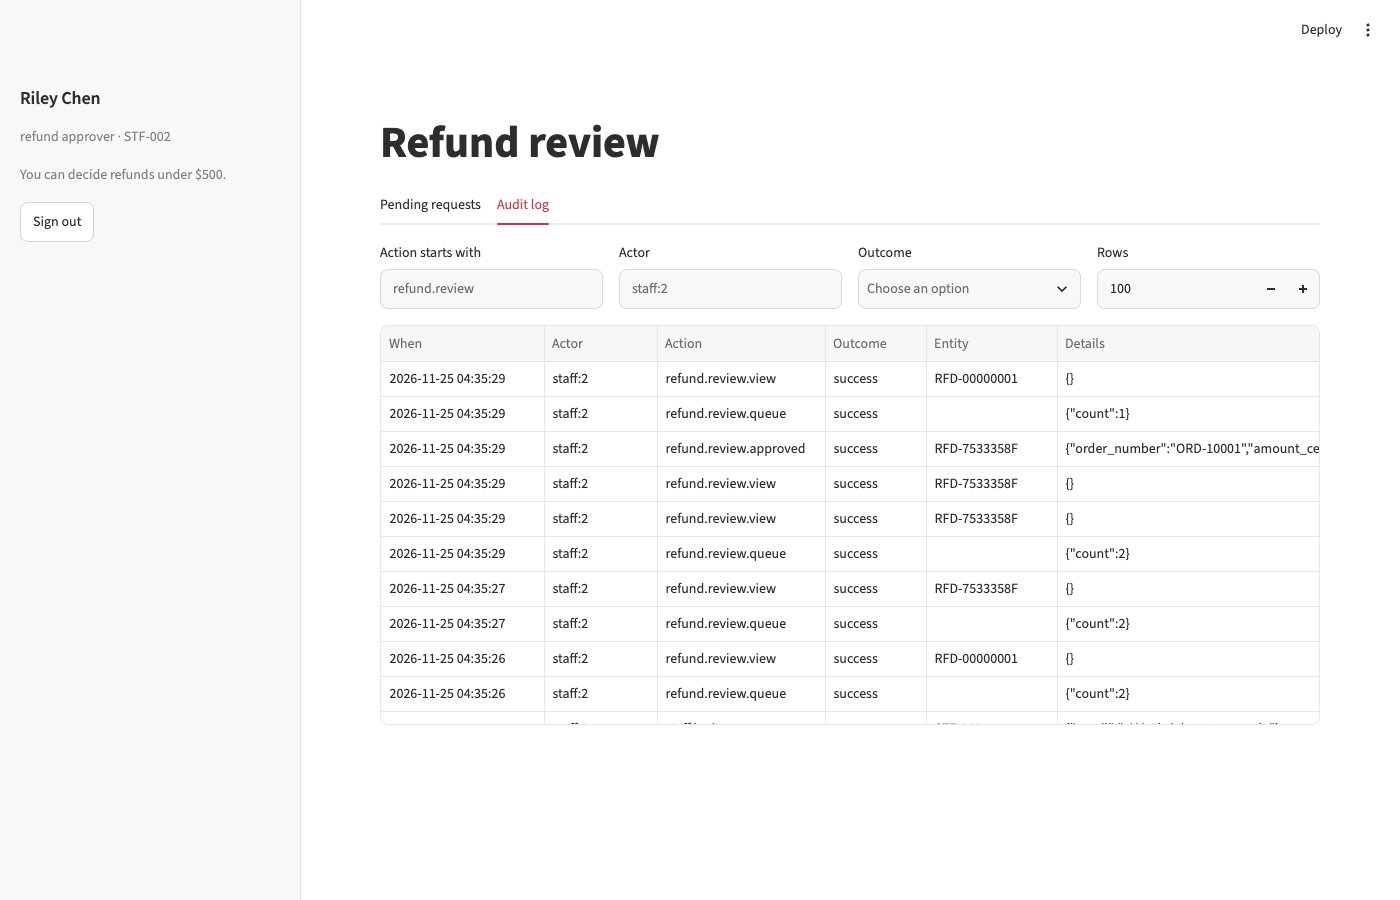 Deploy
Riley Chen
refund approver · STF-002
You can decide refunds under $500.
Sign out
Refund review
Pending requests Audit log
Action starts with Actor Outcome Rows
refund.review staff:2 Choose an option 100
When Actor Action Outcome Entity Details
2026-11-25 04:35:29 staff:2 refund.review.view success RFD-00000001 {}
2026-11-25 04:35:29 staff:2 refund.review.queue success {"count":1}
2026-11-25 04:35:29 staff:2 refund.review.approved success RFD-7533358F {"order_number":"ORD-10001","amount_ce
2026-11-25 04:35:29 staff:2 refund.review.view success RFD-7533358F {}
2026-11-25 04:35:29 staff:2 refund.review.view success RFD-7533358F {}
2026-11-25 04:35:29 staff:2 refund.review.queue success {"count":2}
2026-11-25 04:35:27 staff:2 refund.review.view success RFD-7533358F {}
2026-11-25 04:35:27 staff:2 refund.review.queue success {"count":2}
2026-11-25 04:35:26 staff:2 refund.review.view success RFD-00000001 {}
2026-11-25 04:35:26 staff:2 refund.review.queue success {"count":2}